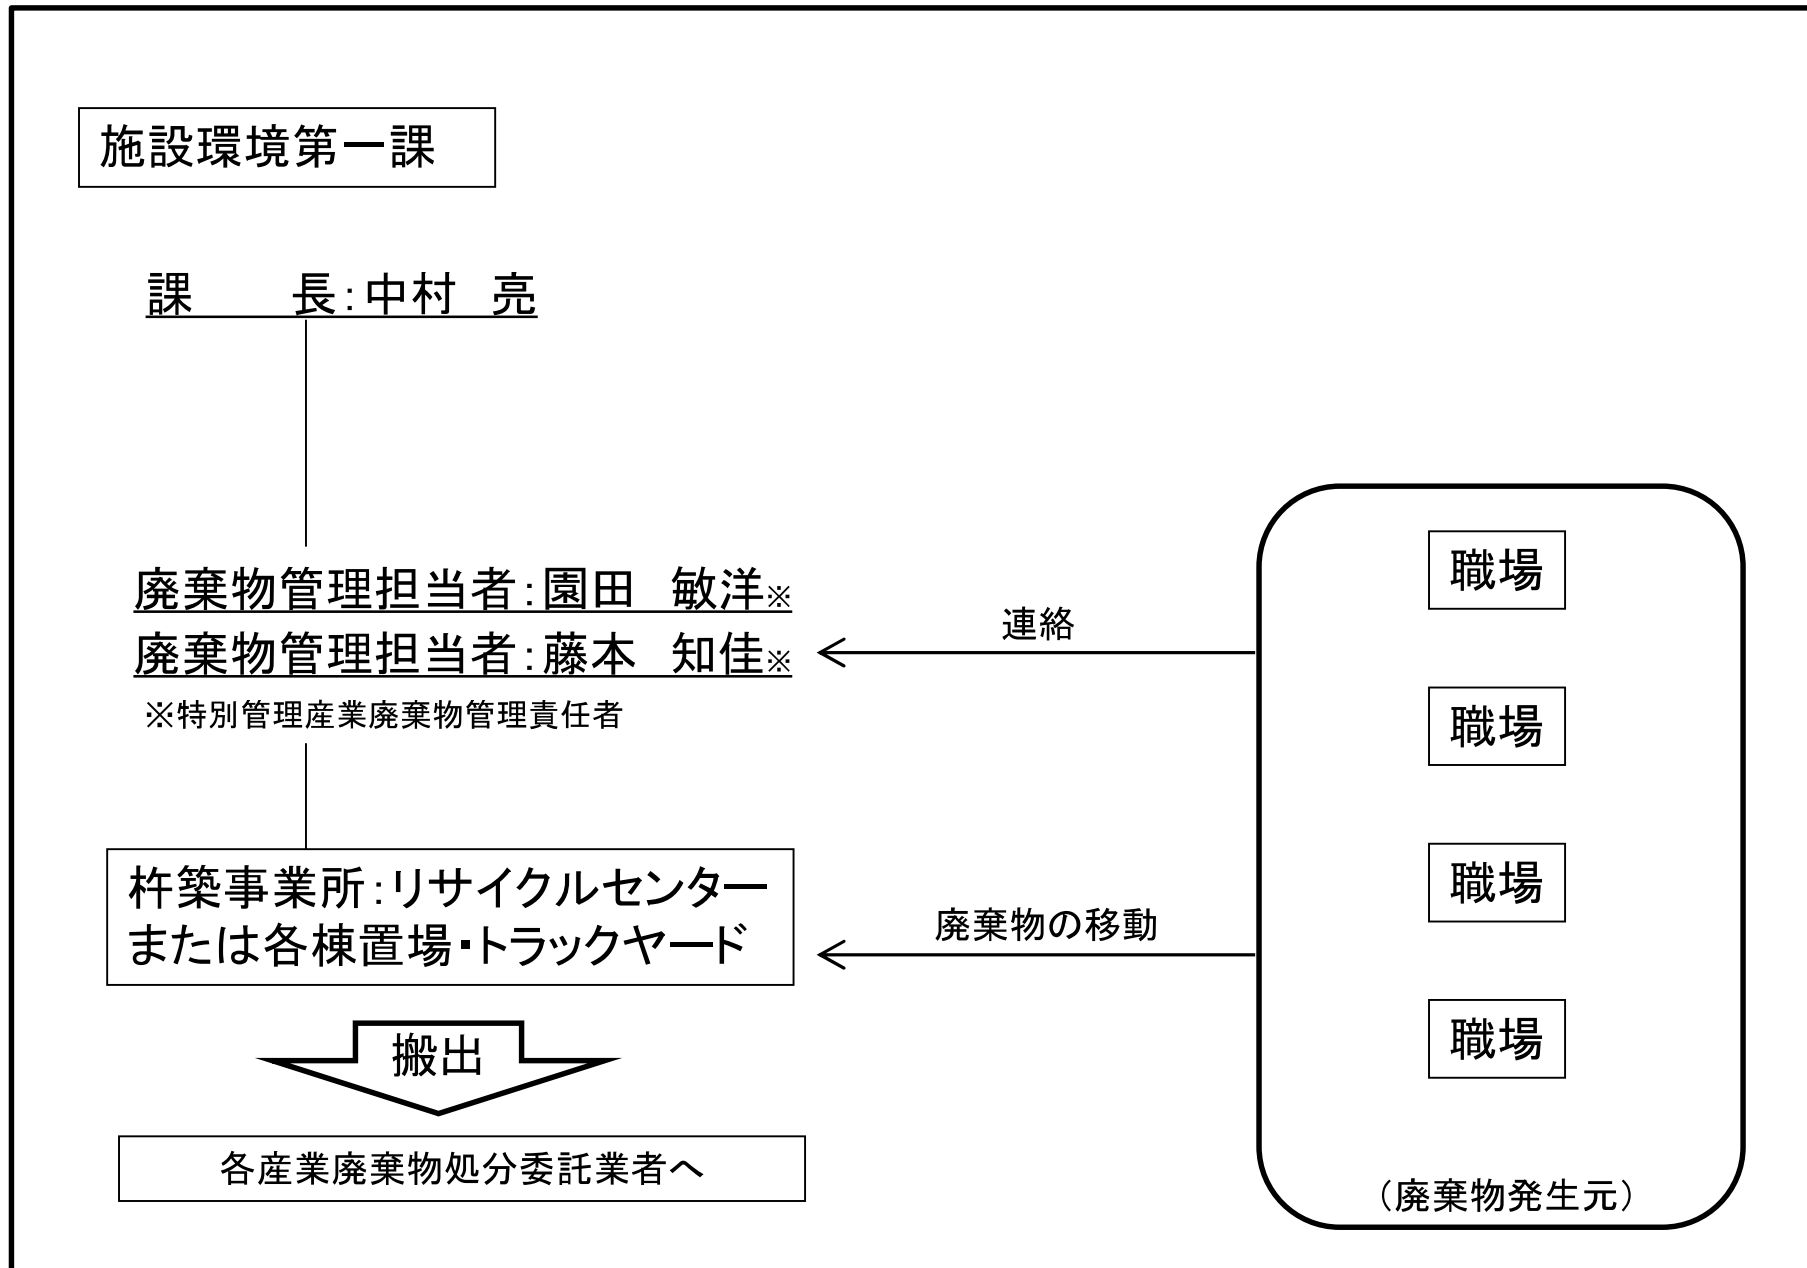 施設環境第一課
課　　長：中村　亮
廃棄物管理担当者：園田　敏洋※
廃棄物管理担当者：藤本　知佳※
※特別管理産業廃棄物管理責任者
連絡
杵築事業所：リサイクルセンター
または各棟置場・トラックヤード
廃棄物の移動
搬出
各産業廃棄物処分委託業者へ
職場
職場
職場
職場
（廃棄物発生元）